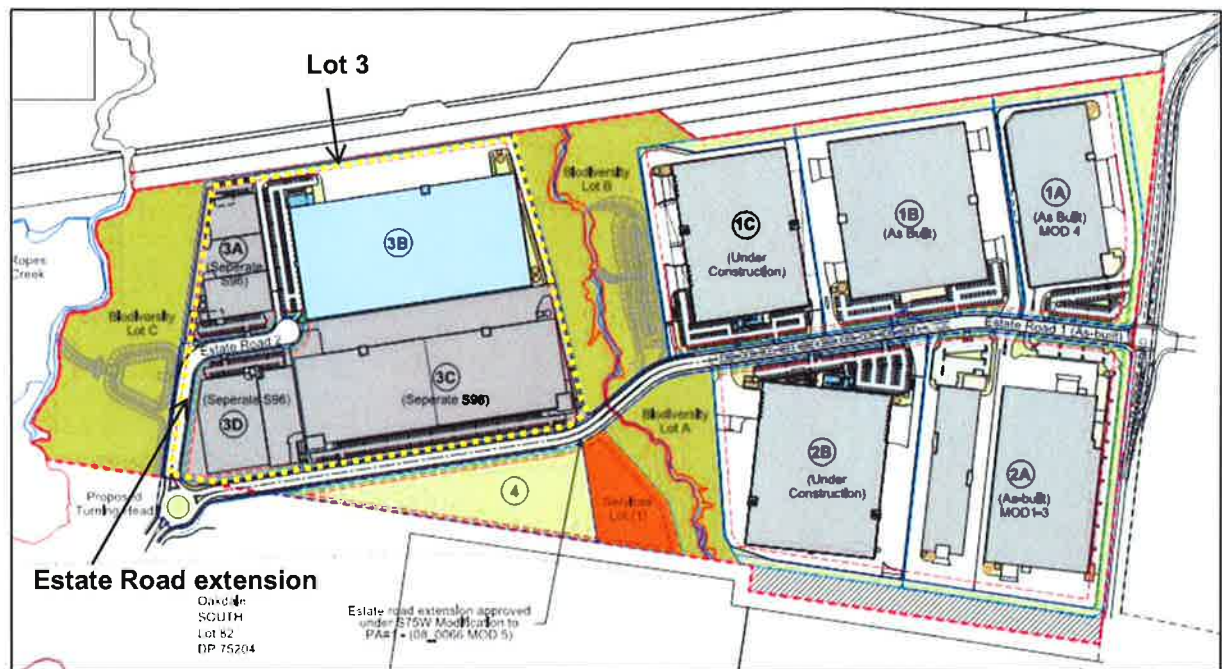 Lot 3
Biodiversity
Lot B
1A
(As Built)
MOD 4
1B
(As Built)
1C
(Under
Construction)
3A
(Seperate
S96)
3B
Ropes
Creek
Biodiversity
Lot C
Estate Road 2
Estate Road 1 (As-built)
3C
(Seperate S96)
(Seperate S96)
3D
Biodiversity
Lot A
2B
(Under
Construction)
2A
(As-built)
MOD1-3
4
Services
Lot (1)
Proposed
Turning Head
Estate Road extension
Oakdale
SOUTH
Lot 82
DP 75204
Estate road extension approved
under S75W Modification to
PA#1 - (08_0066 MOD 5)